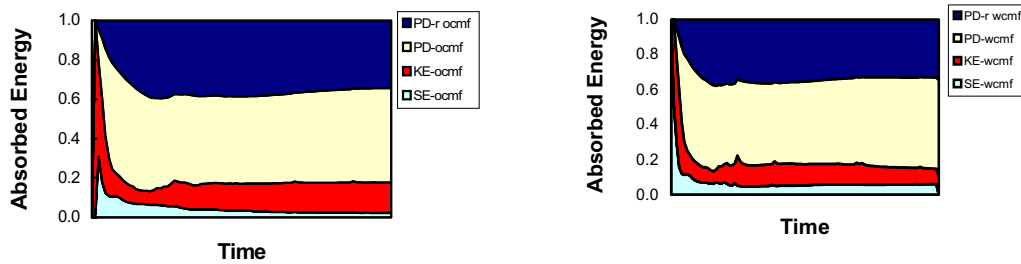 Absorbed Energy
1.0
0.8
0.6
0.4
0.2
0.0
Time
PD-r ocmf
PD-ocmf
KE-ocmf
SE-ocmf
Absorbed Energy
1.0
0.8
0.6
0.4
0.2
0.0
Time
PD-r wcmf
PD-wcmf
KE-wcmf
SE-wcmf